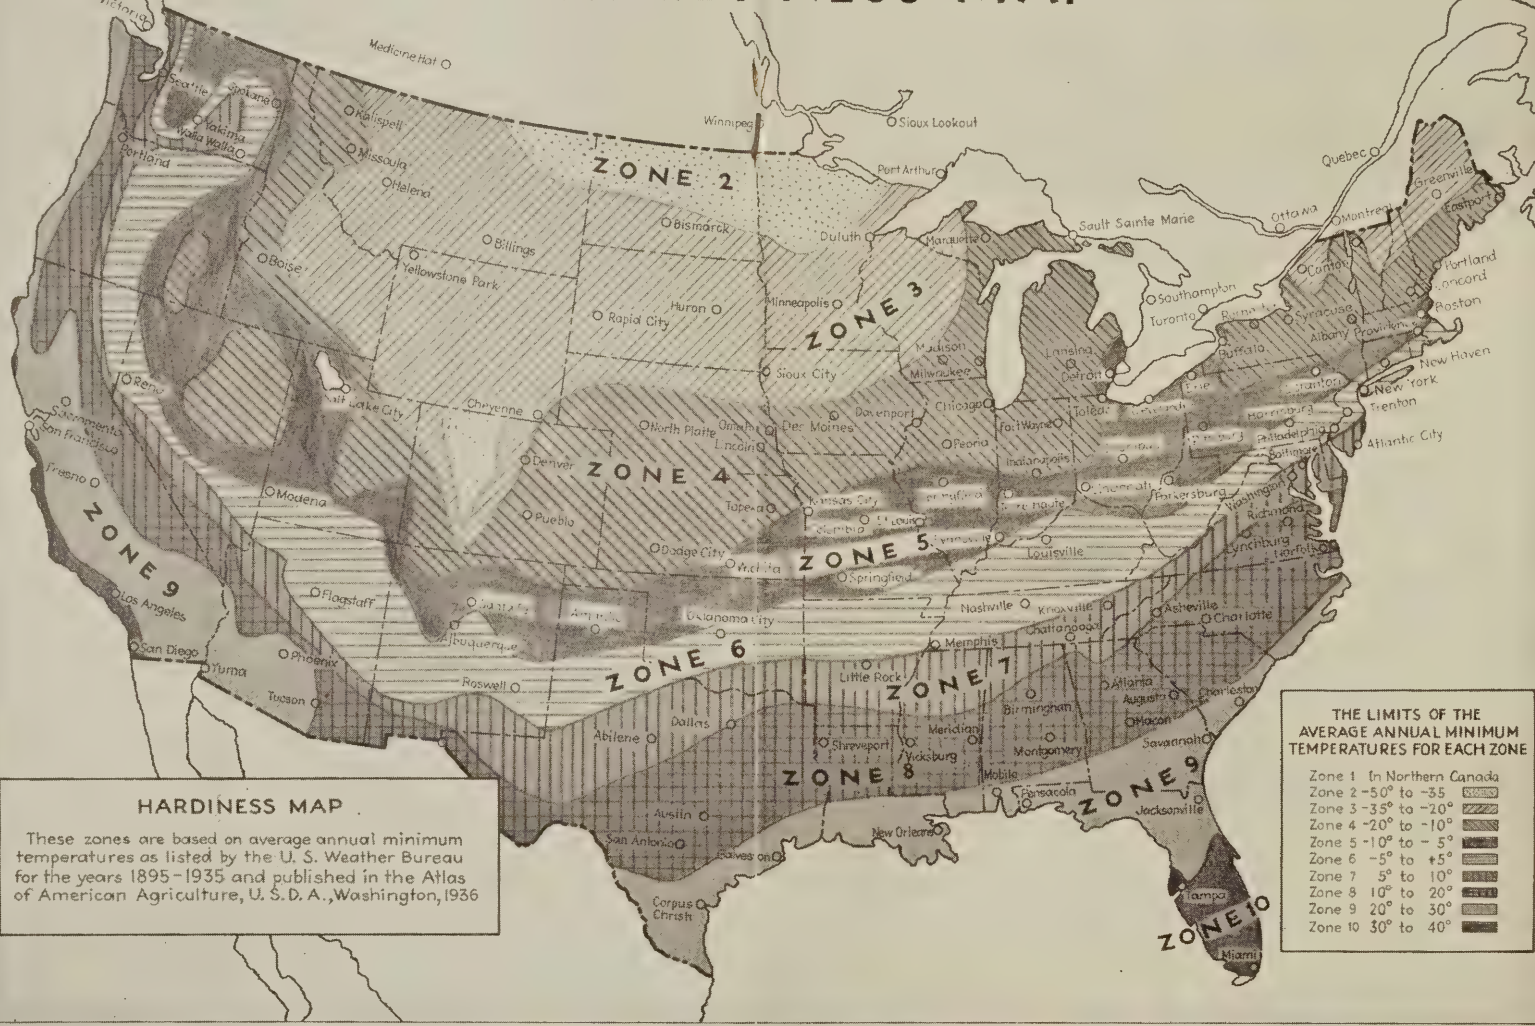 Medicine Hat
Winnipeg
Sioux Lookout
Port Arthur
Quebec
Ottawa
Montreal
Greenville
Eastport
Sault Sainte Marie
Seattle
Spokane
Yakima
Walla Walla
Portland
Kalispell
Missoula
Helena
ZONE 2
Bismarck
Duluth
Marquette
Billings
Yellowstone Park
Boise
Huron
Rapid City
Minneapolis
ZONE 3
Southampton
Toronto
Syracuse
Portland
Boston
Albany
Buffalo
Madison
Milwaukee
Lansing
Detroit
Sioux City
New Haven
New York
Trenton
Reno
Salt Lake City
Cheyenne
Chicago
Toledo
Erie
Sacramento
San Francisco
North Platte
Omaha
Lincoln
Des Moines
Davenport
Peoria
Fort Wayne
Indianapolis
Harrisburg
Philadelphia
Atlantic City
Baltimore
Fresno
Modena
Denver
ZONE 4
Topeka
Kansas City
Columbia
St Louis
Parkersburg
Washington
Richmond
Lynchburg
Norfolk
ZONE 9
Pueblo
Dodge City
Wichita
ZONE 5
Springfield
Louisville
Los Angeles
Flagstaff
Albuquerque
Oklahoma City
Nashville
Knoxville
Asheville
Charlotte
Chattanooga
Memphis
San Diego
Yuma
Phoenix
Tucson
Roswell
ZONE 6
Little Rock
ZONE 7
Atlanta
Augusta
Charleston
Birmingham
Macon
Dallas
Abilene
Shreveport
Vicksburg
Meridian
Montgomery
Savannah
ZONE 8
Mobile
Pensacola
ZONE 9
Jacksonville
Austin
San Antonio
Galveston
New Orleans
Corpus
Christi
Tampa
ZONE 10
Miami
HARDINESS MAP
These zones are based on average annual minimum
temperatures as listed by the U. S. Weather Bureau
for the years 1895-1935 and published in the Atlas
of American Agriculture, U. S. D. A., Washington, 1936
THE LIMITS OF THE
AVERAGE ANNUAL MINIMUM
TEMPERATURES FOR EACH ZONE
Zone 1 In Northern Canada
Zone 2 -50° to -35
Zone 3 -35° to -20°
Zone 4 -20° to -10°
Zone 5 -10° to -5°
Zone 6 -5° to +5°
Zone 7 5° to 10°
Zone 8 10° to 20°
Zone 9 20° to 30°
Zone 10 30° to 40°